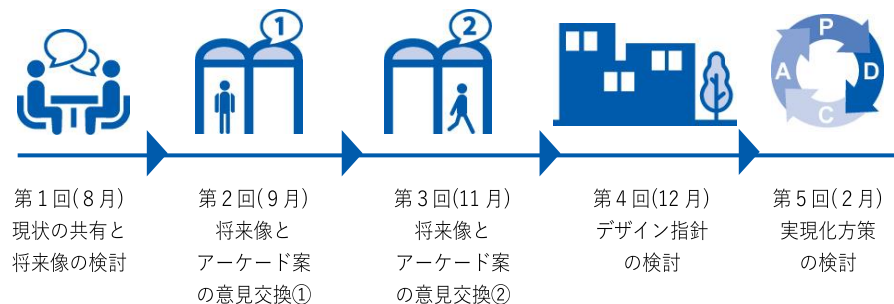 1
2
P
A
D
C
第1回(8月)
現状の共有と
将来像の検討
第2回(9月)
将来像と
アーケード案
の意見交換①
第3回(11月)
将来像と
アーケード案
の意見交換②
第4回(12月)
デザイン指針
の検討
第5回(2月)
実現化方策
の検討